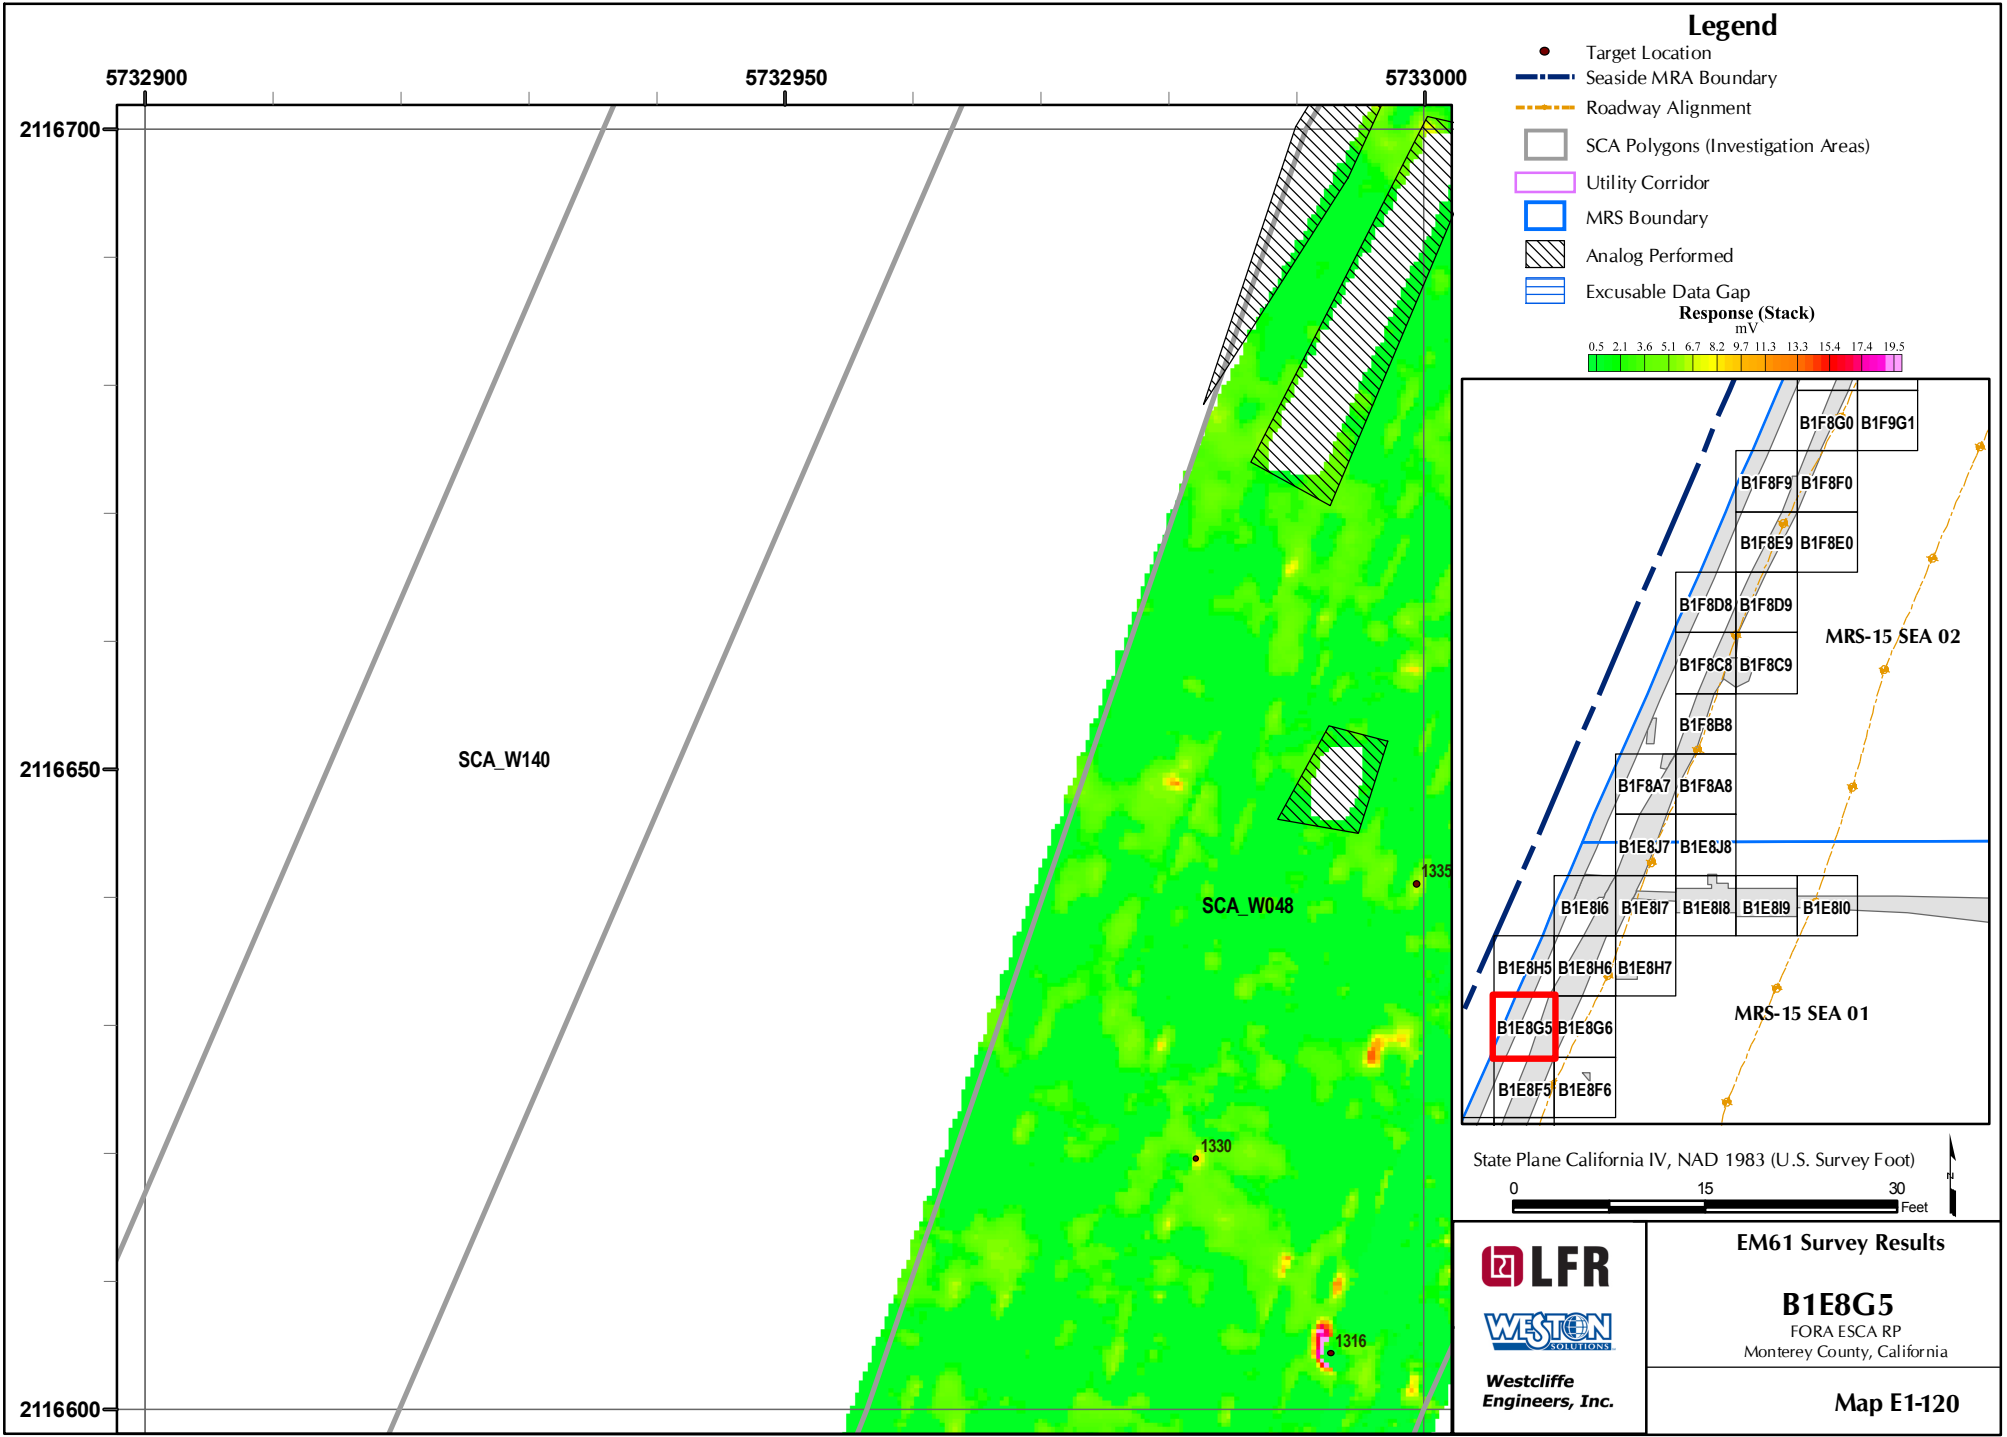 Legend
Target Location
Seaside MRA Boundary
Roadway Alignment
SCA Polygons (Investigation Areas)
Utility Corridor
MRS Boundary
Analog Performed
Excusable Data Gap
Response (Stack)
mV
0.5 2.1 3.6 5.1 6.7 8.2 9.7 11.3 13.3 15.4 17.4 19.5
5732900 5732950 5733000
2116700
2116650
2116600
SCA_W140
SCA_W048
1335
1330
1316
B1F8G0 B1F9G1
B1F8F9 B1F8F0
B1F8E9 B1F8E0
B1F8D8 B1F8D9
MRS-15 SEA 02
B1F8C8 B1F8C9
B1F8B8
B1F8A7 B1F8A8
B1E8J7 B1E8J8
B1E8I6 B1E8I7 B1E8I8 B1E8I9 B1E8I0
B1E8H5 B1E8H6 B1E8H7
MRS-15 SEA 01
B1E8G5 B1E8G6
B1E8F5 B1E8F6
State Plane California IV, NAD 1983 (U.S. Survey Foot)
0 15 30
Feet
N
LFR
WESTON
SOLUTIONS
Westcliffe
Engineers, Inc.
EM61 Survey Results
B1E8G5
FORA ESCA RP
Monterey County, California
Map E1-120